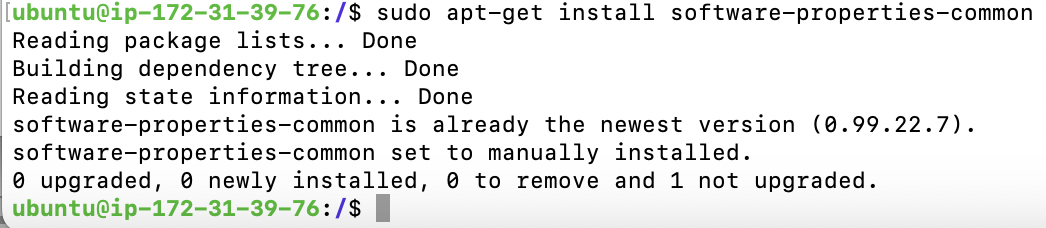 [ubuntu@ip-172-31-39-76:/$ sudo apt-get install software-properties-common
Reading package lists... Done
Building dependency tree... Done
Reading state information... Done
software-properties-common is already the newest version (0.99.22.7).
software-properties-common set to manually installed.
0 upgraded, 0 newly installed, 0 to remove and 1 not upgraded.
ubuntu@ip-172-31-39-76:/$